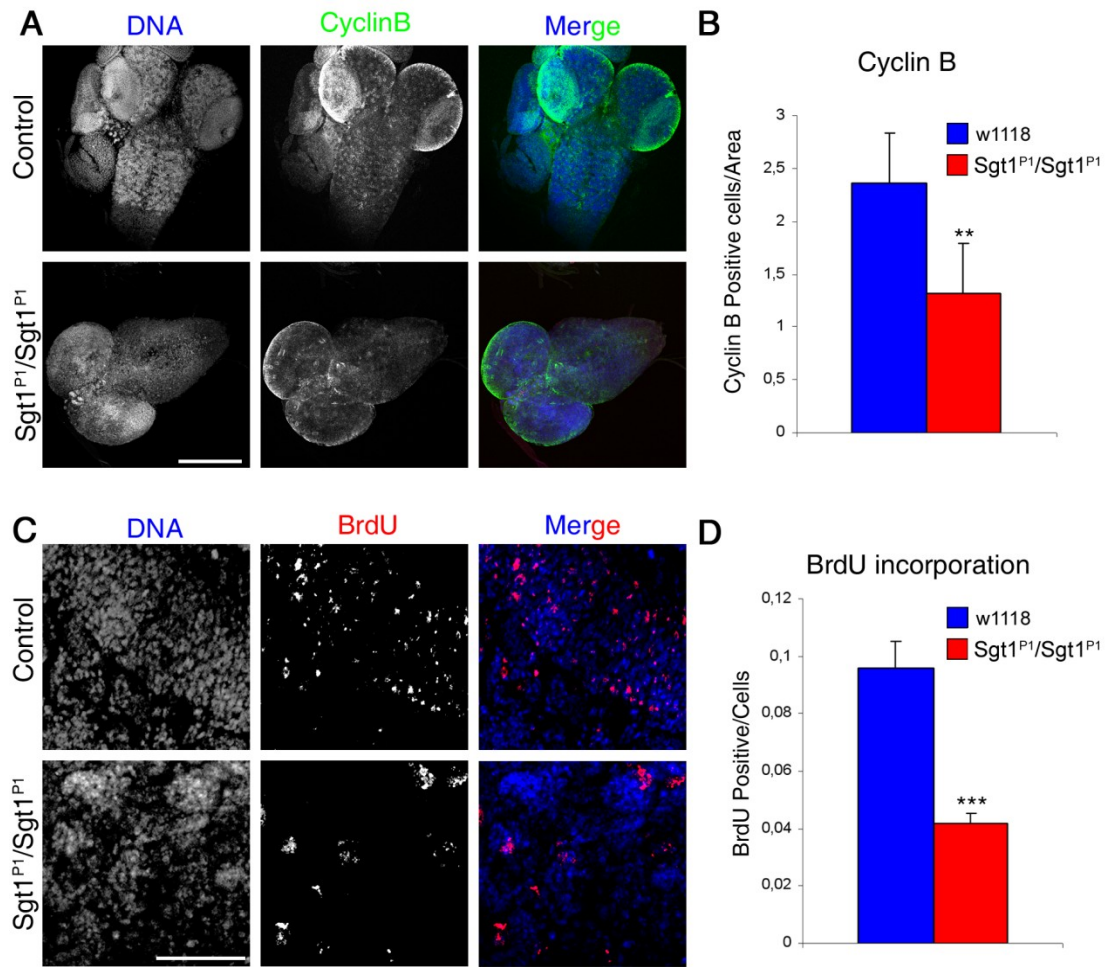 A
DNA
CyclinB
Merge
Control
Sgt1ᴾ¹/Sgt1ᴾ¹
B
Cyclin B
Cyclin B Positive cells/Area
3
2,5
2
1,5
1
0,5
0
w1118
Sgt1ᴾ¹/Sgt1ᴾ¹
**
C
DNA
BrdU
Merge
Control
Sgt1ᴾ¹/Sgt1ᴾ¹
D
BrdU incorporation
BrdU Positive/Cells
0,12
0,1
0,08
0,06
0,04
0,02
0
w1118
Sgt1ᴾ¹/Sgt1ᴾ¹
***